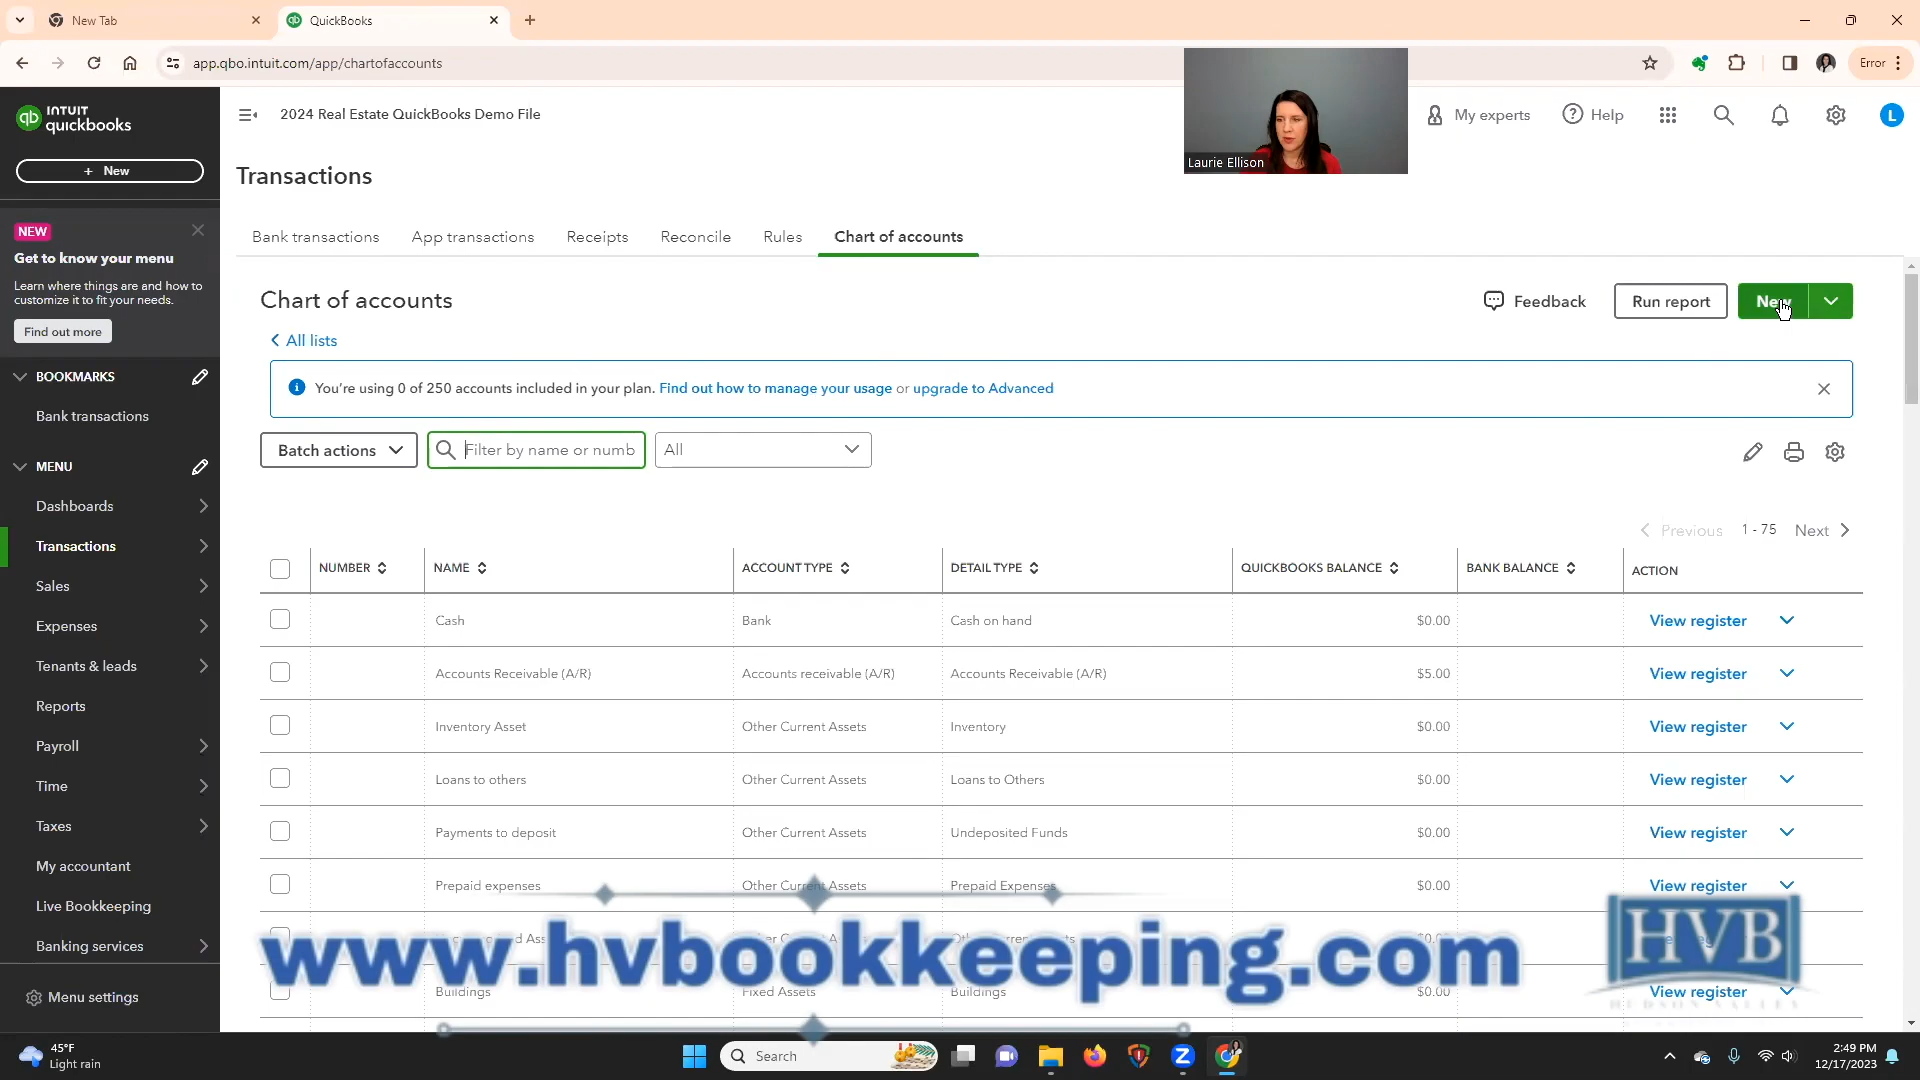 New Tab
QuickBooks
app.qbo.intuit.com/app/chartofaccounts
Error
INTUIT
quickbooks
2024 Real Estate QuickBooks Demo File
My experts
Help
L
Laurie Ellison
+ New
Transactions
NEW
Get to know your menu
Learn where things are and how to
customize it to fit your needs.
Find out more
Bank transactions
App transactions
Receipts
Reconcile
Rules
Chart of accounts
Chart of accounts
Feedback
Run report
New
All lists
You're using 0 of 250 accounts included in your plan. Find out how to manage your usage or upgrade to Advanced
Batch actions
Filter by name or numb
All
BOOKMARKS
Bank transactions
MENU
Dashboards
Transactions
Sales
Expenses
Tenants & leads
Reports
Payroll
Time
Taxes
My accountant
Live Bookkeeping
Banking services
Menu settings
Previous 1 - 75 Next
NUMBER NAME ACCOUNT TYPE DETAIL TYPE QUICKBOOKS BALANCE BANK BALANCE ACTION
Cash Bank Cash on hand $0.00 View register
Accounts Receivable (A/R) Accounts receivable (A/R) Accounts Receivable (A/R) $5.00 View register
Inventory Asset Other Current Assets Inventory $0.00 View register
Loans to others Other Current Assets Loans to Others $0.00 View register
Payments to deposit Other Current Assets Undeposited Funds $0.00 View register
Prepaid expenses Other Current Assets Prepaid Expenses $0.00 View register
www.hvbookkeeping.com
HVB
Buildings Fixed Assets Buildings $0.00 View register
45°F
Light rain
Search
2:49 PM
12/17/2023